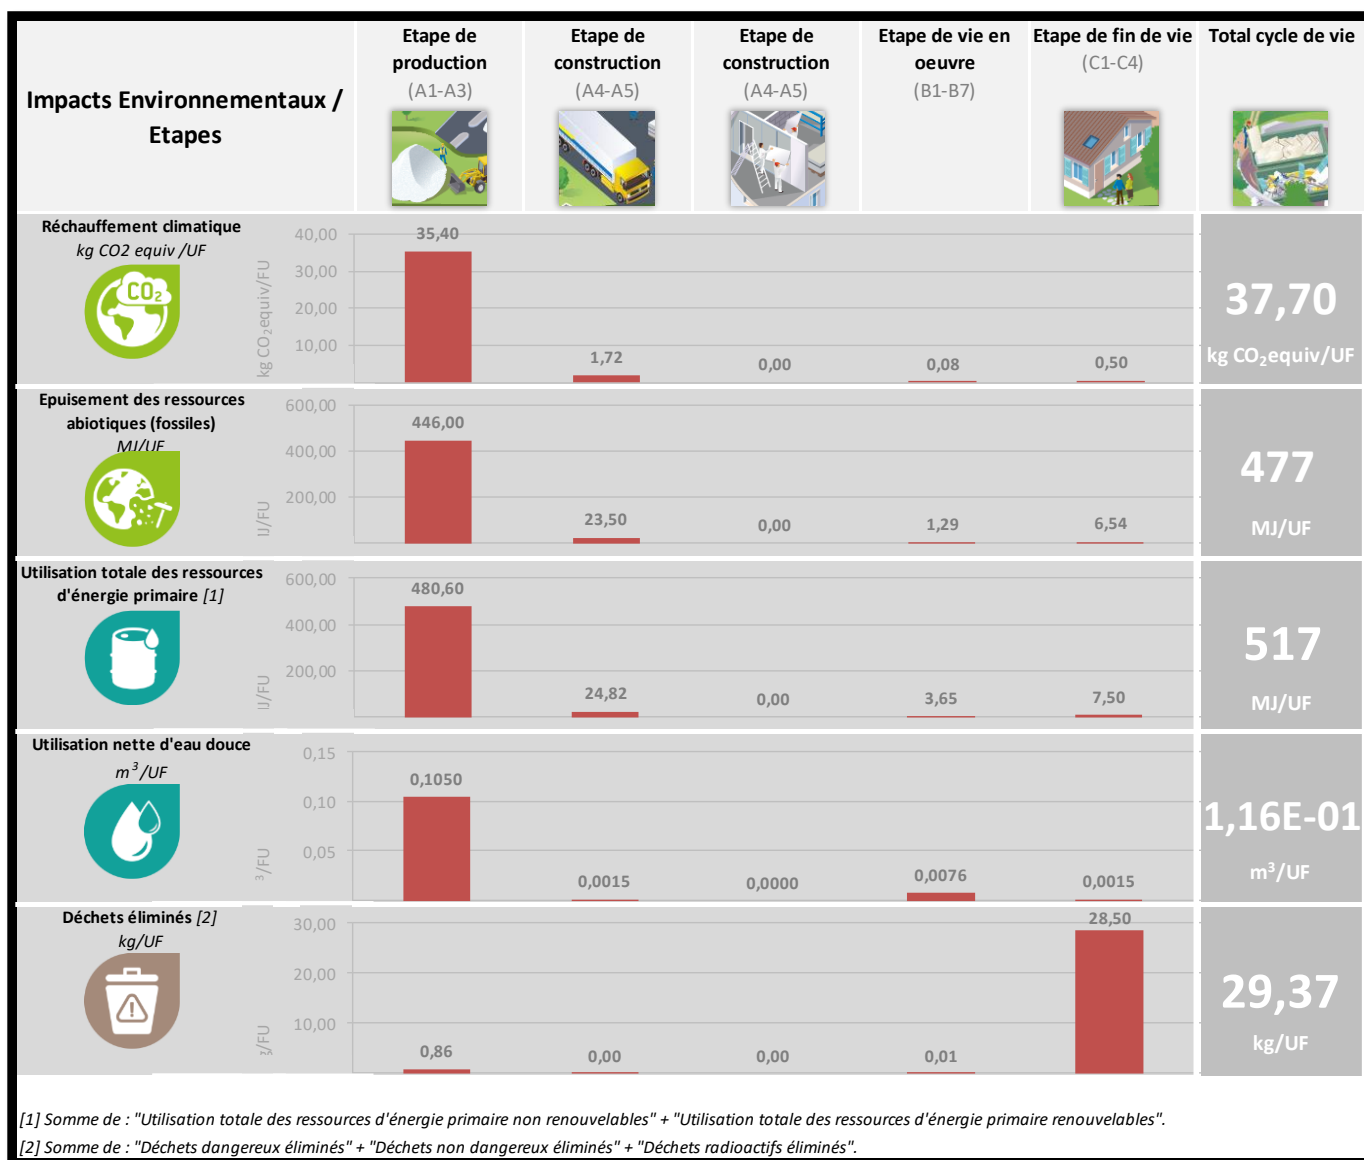 Impacts Environnementaux /
Etapes
Etape de
production
(A1-A3)
Etape de
construction
(A4-A5)
Etape de
construction
(A4-A5)
Etape de vie en
oeuvre
(B1-B7)
Etape de fin de vie
(C1-C4)
Total cycle de vie
Réchauffement climatique
kg CO2 equiv /UF
CO2
kg CO2equiv/FU
40,00
30,00
20,00
10,00
35,40
1,72
0,00
0,08
0,50
37,70
kg CO2equiv/UF
Epuisement des ressources
abiotiques (fossiles)
MJ/UF
/FU
600,00
400,00
200,00
446,00
23,50
0,00
1,29
6,54
477
MJ/UF
Utilisation totale des ressources
d'énergie primaire [1]
/FU
600,00
400,00
200,00
480,60
24,82
0,00
3,65
7,50
517
MJ/UF
Utilisation nette d'eau douce
m³/UF
³/FU
0,15
0,10
0,05
0,1050
0,0015
0,0000
0,0076
0,0015
1,16E-01
m³/UF
Déchets éliminés [2]
kg/UF
/FU
30,00
20,00
10,00
0,86
0,00
0,00
0,01
28,50
29,37
kg/UF
[1] Somme de : "Utilisation totale des ressources d'énergie primaire non renouvelables" + "Utilisation totale des ressources d'énergie primaire renouvelables".
[2] Somme de : "Déchets dangereux éliminés" + "Déchets non dangereux éliminés" + "Déchets radioactifs éliminés".